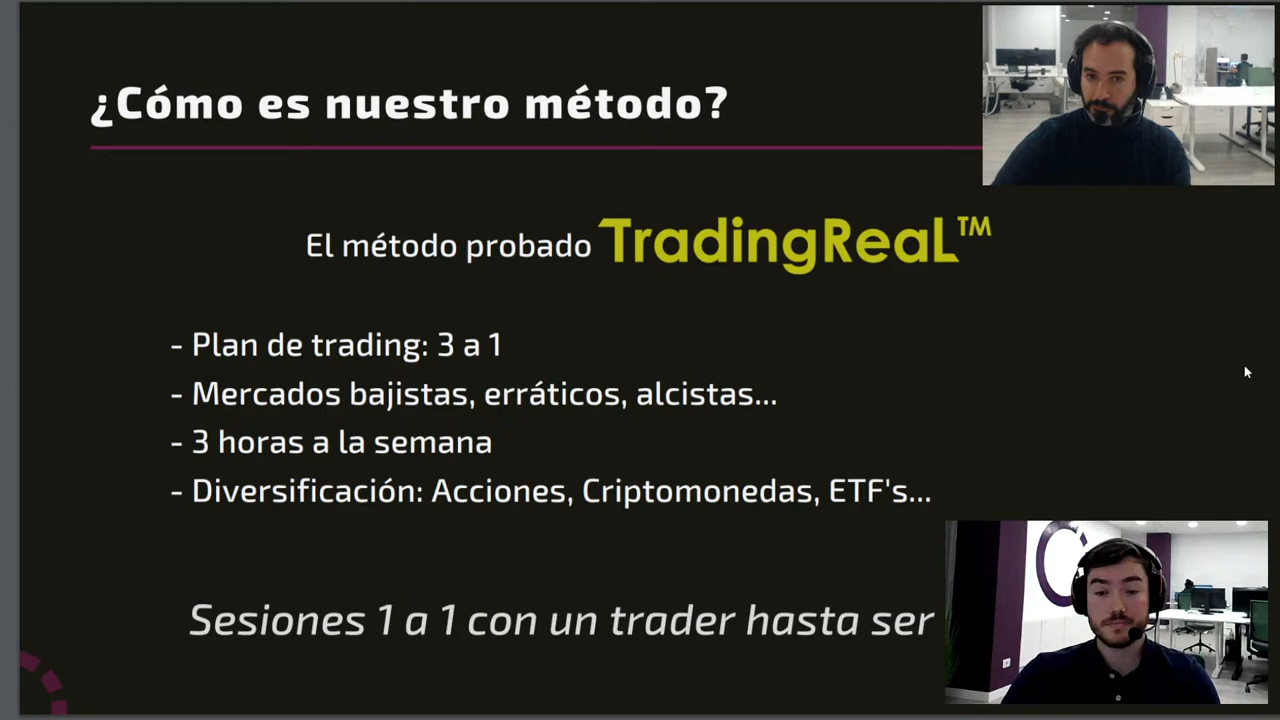 ¿Cómo es nuestro método?
El método probado TradingReaL™
- Plan de trading: 3 a 1
- Mercados bajistas, erráticos, alcistas...
- 3 horas a la semana
- Diversificación: Acciones, Criptomonedas, ETF's...
Sesiones 1 a 1 con un trader hasta ser